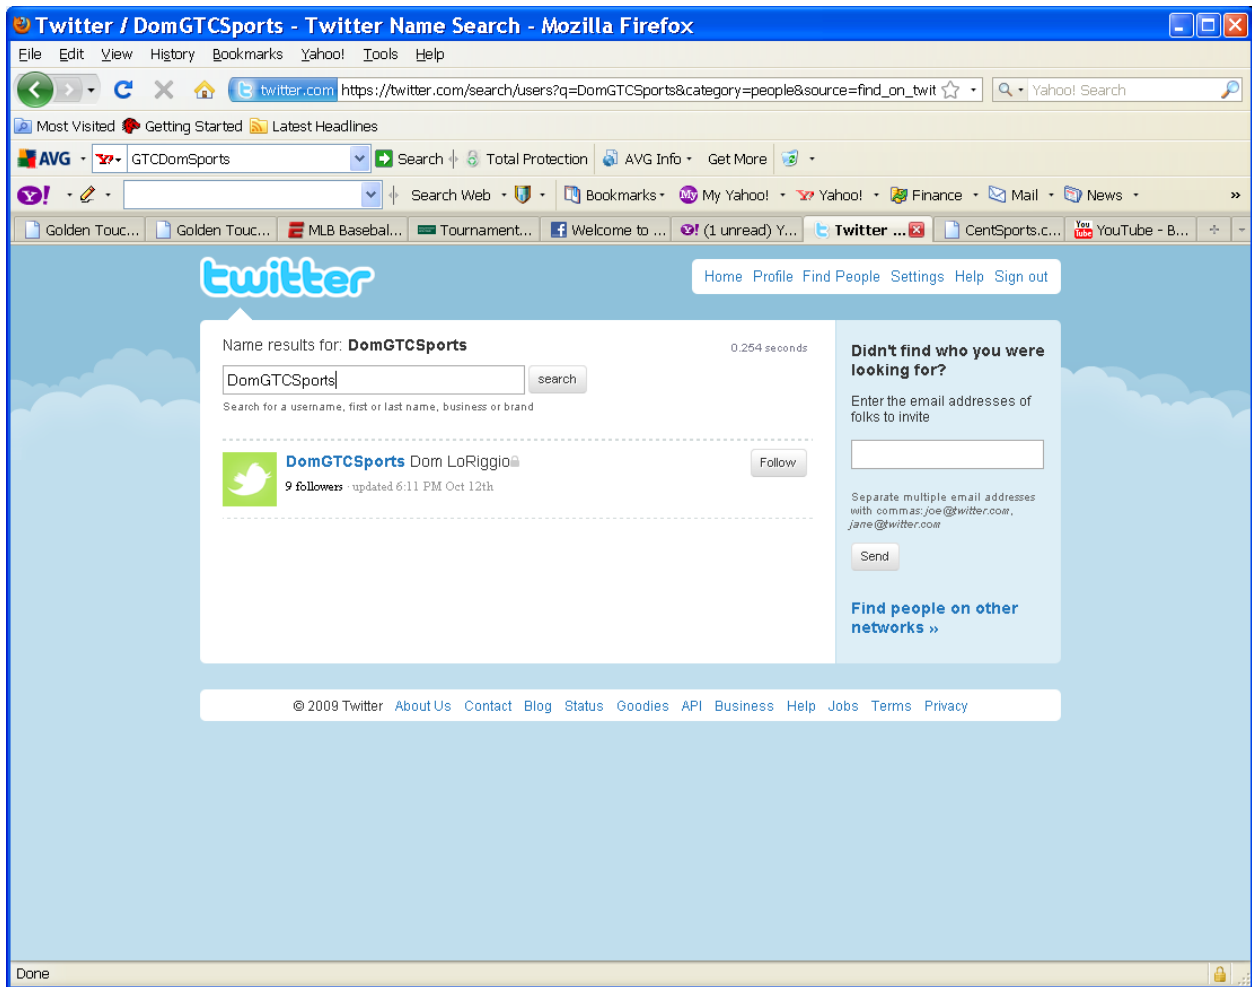 Twitter / DomGTCSports - Twitter Name Search - Mozilla Firefox
File Edit View History Bookmarks Yahoo! Tools Help
twitter.com https://twitter.com/search/users?q=DomGTCSports&category=people&source=find_on_twit Yahoo! Search
Most Visited Getting Started Latest Headlines
AVG GTCDomSports Search Total Protection AVG Info Get More
Search Web Bookmarks My Yahoo! Yahoo! Finance Mail News »
Golden Touc... Golden Touc... MLB Basebal... Tournament... Welcome to ... (1 unread) Y... Twitter ... CentSports.c... YouTube - B...
twitter
Home Profile Find People Settings Help Sign out
Name results for: DomGTCSports 0.254 seconds
DomGTCSports search
Search for a username, first or last name, business or brand
DomGTCSports Dom LoRiggio Follow
9 followers · updated 6:11 PM Oct 12th
Didn't find who you were
looking for?
Enter the email addresses of
folks to invite
Separate multiple email addresses
with commas: joe@twitter.com,
jane@twitter.com
Send
Find people on other
networks »
© 2009 Twitter About Us Contact Blog Status Goodies API Business Help Jobs Terms Privacy
Done